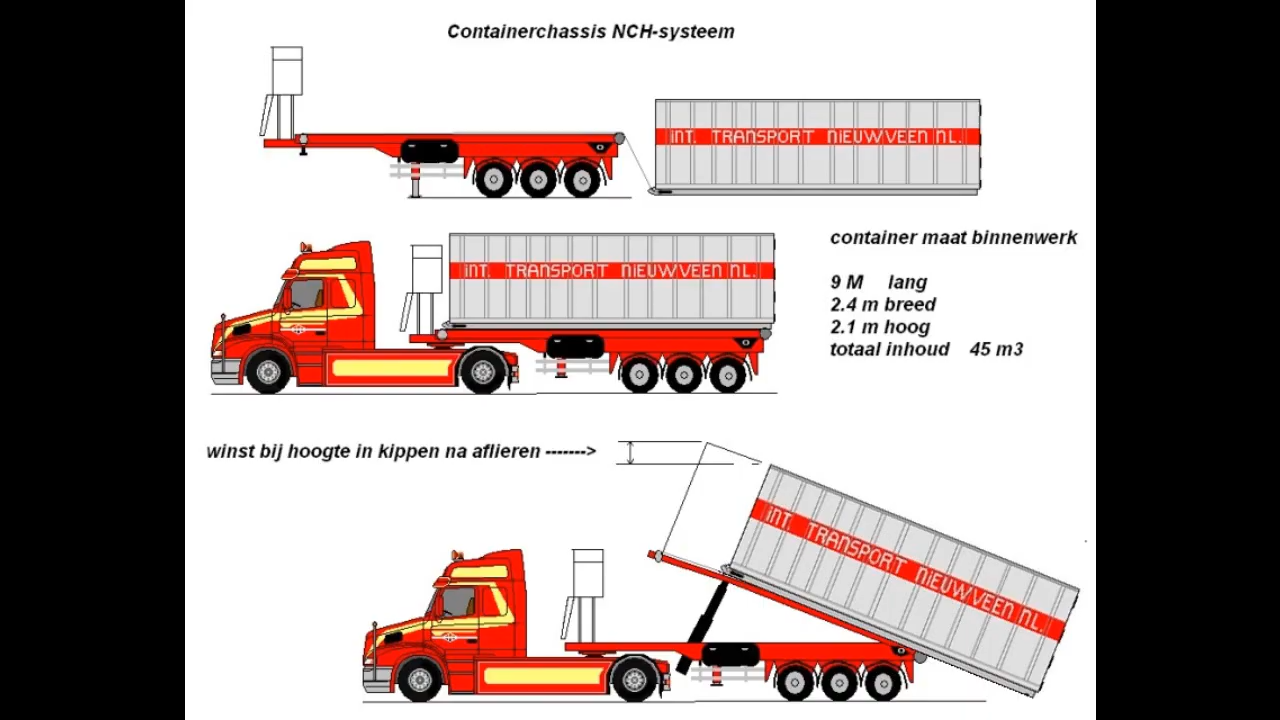 Containerchassis NCH-systeem
INT. TRANSPORT NIEUWVEEN NL.
INT. TRANSPORT NIEUWVEEN NL.
container maat binnenwerk
9 M lang
2.4 m breed
2.1 m hoog
totaal inhoud 45 m3
winst bij hoogte in kippen na aflieren ------->
INT. TRANSPORT NIEUWVEEN NL.